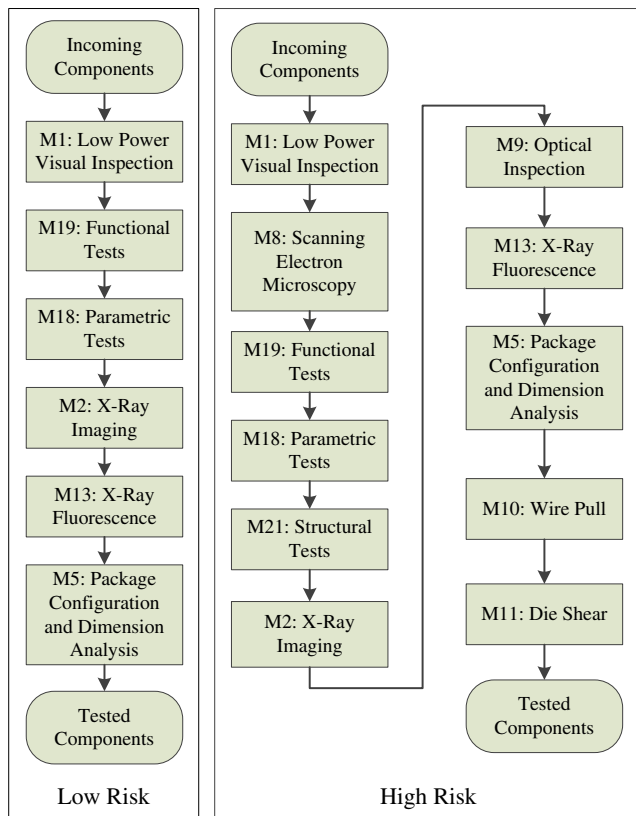 Incoming
Components
M1: Low Power
Visual Inspection
M19: Functional
Tests
M18: Parametric
Tests
M2: X-Ray
Imaging
M13: X-Ray
Fluorescence
M5: Package
Configuration
and Dimension
Analysis
Tested
Components
Low Risk
Incoming
Components
M1: Low Power
Visual Inspection
M8: Scanning
Electron
Microscopy
M19: Functional
Tests
M18: Parametric
Tests
M21: Structural
Tests
M2: X-Ray
Imaging
M9: Optical
Inspection
M13: X-Ray
Fluorescence
M5: Package
Configuration
and Dimension
Analysis
M10: Wire Pull
M11: Die Shear
Tested
Components
High Risk